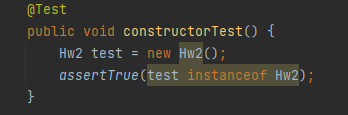 @Test
public void constructorTest() {
    Hw2 test = new Hw2();
    assertTrue(test instanceof Hw2);
}